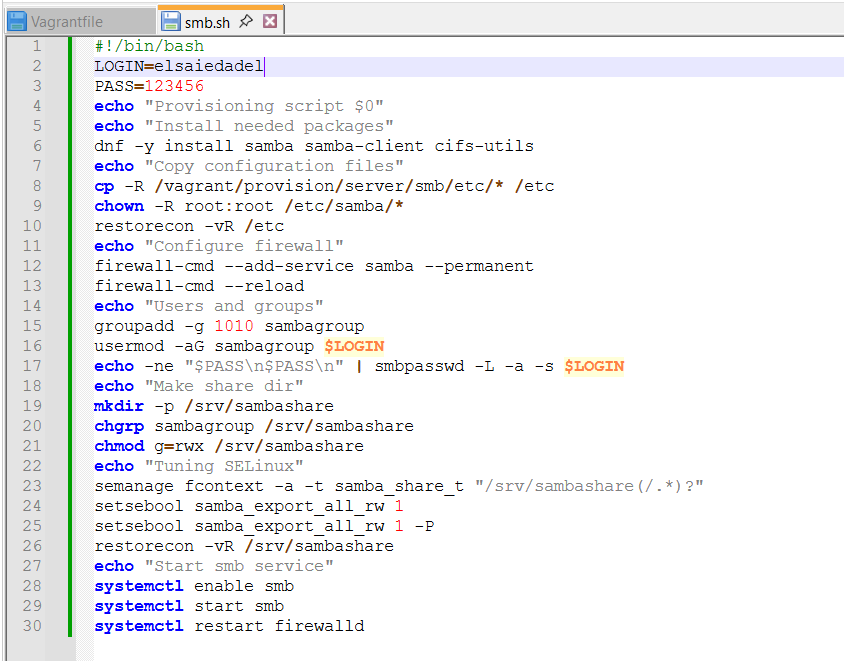 Vagrantfile smb.sh
1 #!/bin/bash
2 LOGIN=elsaiedadel
3 PASS=123456
4 echo "Provisioning script $0"
5 echo "Install needed packages"
6 dnf -y install samba samba-client cifs-utils
7 echo "Copy configuration files"
8 cp -R /vagrant/provision/server/smb/etc/* /etc
9 chown -R root:root /etc/samba/*
10 restorecon -vR /etc
11 echo "Configure firewall"
12 firewall-cmd --add-service samba --permanent
13 firewall-cmd --reload
14 echo "Users and groups"
15 groupadd -g 1010 sambagroup
16 usermod -aG sambagroup $LOGIN
17 echo -ne "$PASS\n$PASS\n" | smbpasswd -L -a -s $LOGIN
18 echo "Make share dir"
19 mkdir -p /srv/sambashare
20 chgrp sambagroup /srv/sambashare
21 chmod g=rwx /srv/sambashare
22 echo "Tuning SELinux"
23 semanage fcontext -a -t samba_share_t "/srv/sambashare(/.*)?"
24 setsebool samba_export_all_rw 1
25 setsebool samba_export_all_rw 1 -P
26 restorecon -vR /srv/sambashare
27 echo "Start smb service"
28 systemctl enable smb
29 systemctl start smb
30 systemctl restart firewalld